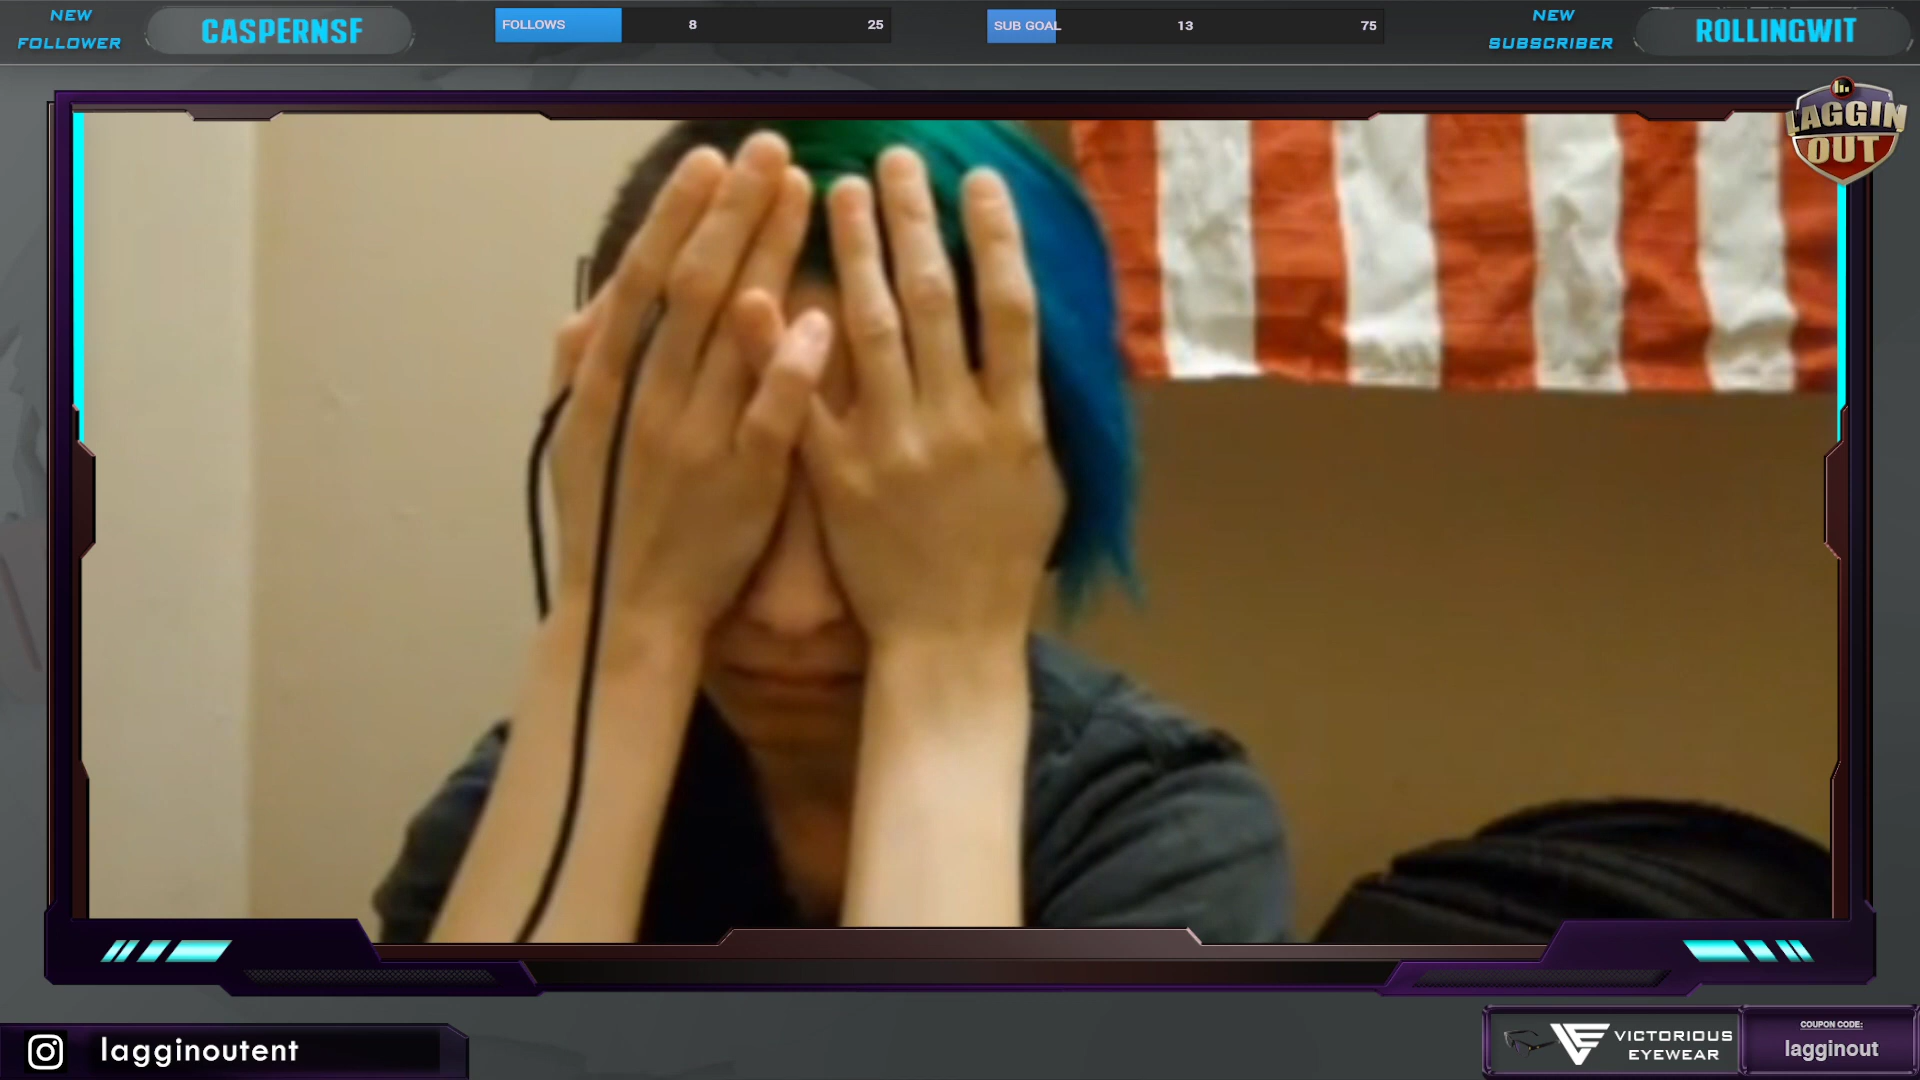 NEW
FOLLOWER
CASPERNSF
FOLLOWS 8 25
SUB GOAL 13 75
NEW
SUBSCRIBER
ROLLINGWIT
LAGGIN
OUT
lagginoutent
VICTORIOUS
EYEWEAR
COUPON CODE:
lagginout